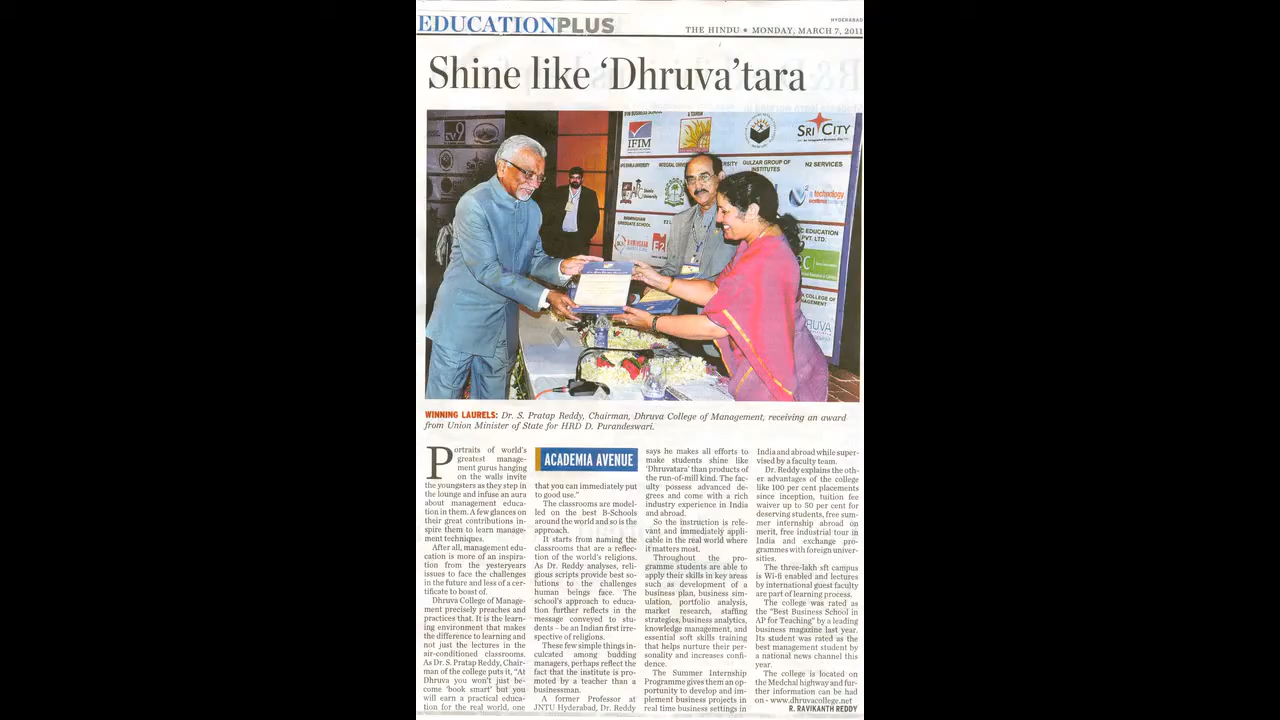 HYDERABAD
EDUCATIONPLUS
THE HINDU ★ MONDAY, MARCH 7, 2011
Shine like ‘Dhruva’tara
tv9
IFIM
SRI CITY
INTEGRAL
GULZAR GROUP OF
INSTITUTES
N2 SERVICES
technology
BIRMINGHAM
GRADUATE SCHOOL
EDUCATION
PVT. LTD.
WINNING LAURELS: Dr. S. Pratap Reddy, Chairman, Dhruva College of Management, receiving an award
from Union Minister of State for HRD D. Purandeswari.
Portraits of world's
greatest manage-
ment gurus hanging
on the walls invite
the youngsters as they step in
the lounge and infuse an aura
about management educa-
tion in them. A few glances on
their great contributions in-
spire them to learn manage-
ment techniques.
After all, management edu-
cation is more of an inspira-
tion from the yesteryears
issues to face the challenges
in the future and less of a cer-
tificate to boast of.
Dhruva College of Manage-
ment precisely preaches and
practices that. It is the learn-
ing environment that makes
the difference to learning and
not just the lectures in the
air-conditioned classrooms.
As Dr. S. Pratap Reddy, Chair-
man of the college puts it, “At
Dhruva you won't just be-
come ‘book smart’ but you
will earn a practical educa-
tion for the real world, one
ACADEMIA AVENUE
that you can immediately put
to good use.”
The classrooms are model-
led on the best B-Schools
around the world and so is the
approach.
It starts from naming the
classrooms that are a reflec-
tion of the world's religions.
As Dr. Reddy analyses, reli-
gious scripts provide best so-
lutions to the challenges
human beings face. The
school's approach to educa-
tion further reflects in the
message conveyed to stu-
dents – be an Indian first irre-
spective of religions.
These few simple things in-
culcated among budding
managers, perhaps reflect the
fact that the institute is pro-
moted by a teacher than a
businessman.
A former Professor at
JNTU Hyderabad, Dr. Reddy
says he makes all efforts to
make students shine like
‘Dhruvatara’ than products of
the run-of-mill kind. The fac-
ulty possess advanced de-
grees and come with a rich
industry experience in India
and abroad.
So the instruction is rele-
vant and immediately appli-
cable in the real world where
it matters most.
Throughout the pro-
gramme students are able to
apply their skills in key areas
such as development of a
business plan, business sim-
ulation, portfolio analysis,
market research, staffing
strategies, business analytics,
knowledge management, and
essential soft skills training
that helps nurture their per-
sonality and increases confi-
dence.
The Summer Internship
Programme gives them an op-
portunity to develop and im-
plement business projects in
real time business settings in
India and abroad while super-
vised by a faculty team.
Dr. Reddy explains the oth-
er advantages of the college
like 100 per cent placements
since inception, tuition fee
waiver up to 50 per cent for
deserving students, free sum-
mer internship abroad on
merit, free industrial tour in
India and exchange pro-
grammes with foreign univer-
sities.
The three-lakh sft campus
is Wi-fi enabled and lectures
by international guest faculty
are part of learning process.
The college was rated as
the “Best Business School in
AP for Teaching” by a leading
business magazine last year.
Its student was rated as the
best management student by
a national news channel this
year.
The college is located on
the Medchal highway and fur-
ther information can be had
on - www.dhruvacollege.net
R. RAVIKANTH REDDY